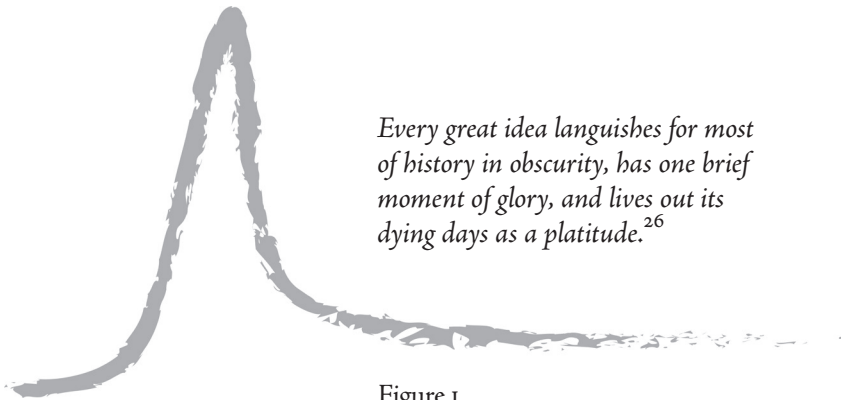 Every great idea languishes for most
of history in obscurity, has one brief
moment of glory, and lives out its
dying days as a platitude.26
Figure 1